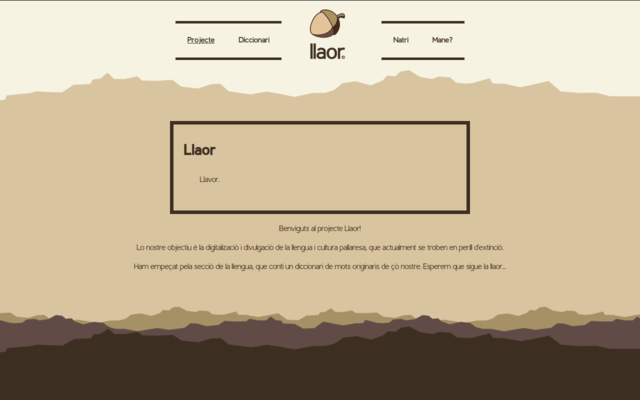 Projecte
Diccionari
llaor.
Natri
Mane?
Llaor
Llavor.
Benviguts al projecte Llaor!
Lo nostre objectiu é la digitalizació i divulgació de la llengua i cultura pallaresa, que actualment se troben en perill d'extinció.
Ham empeçat pela secció de la llengua, que conti un diccionari de mots originaris de çò nostre. Esperem que sigue la llaor...